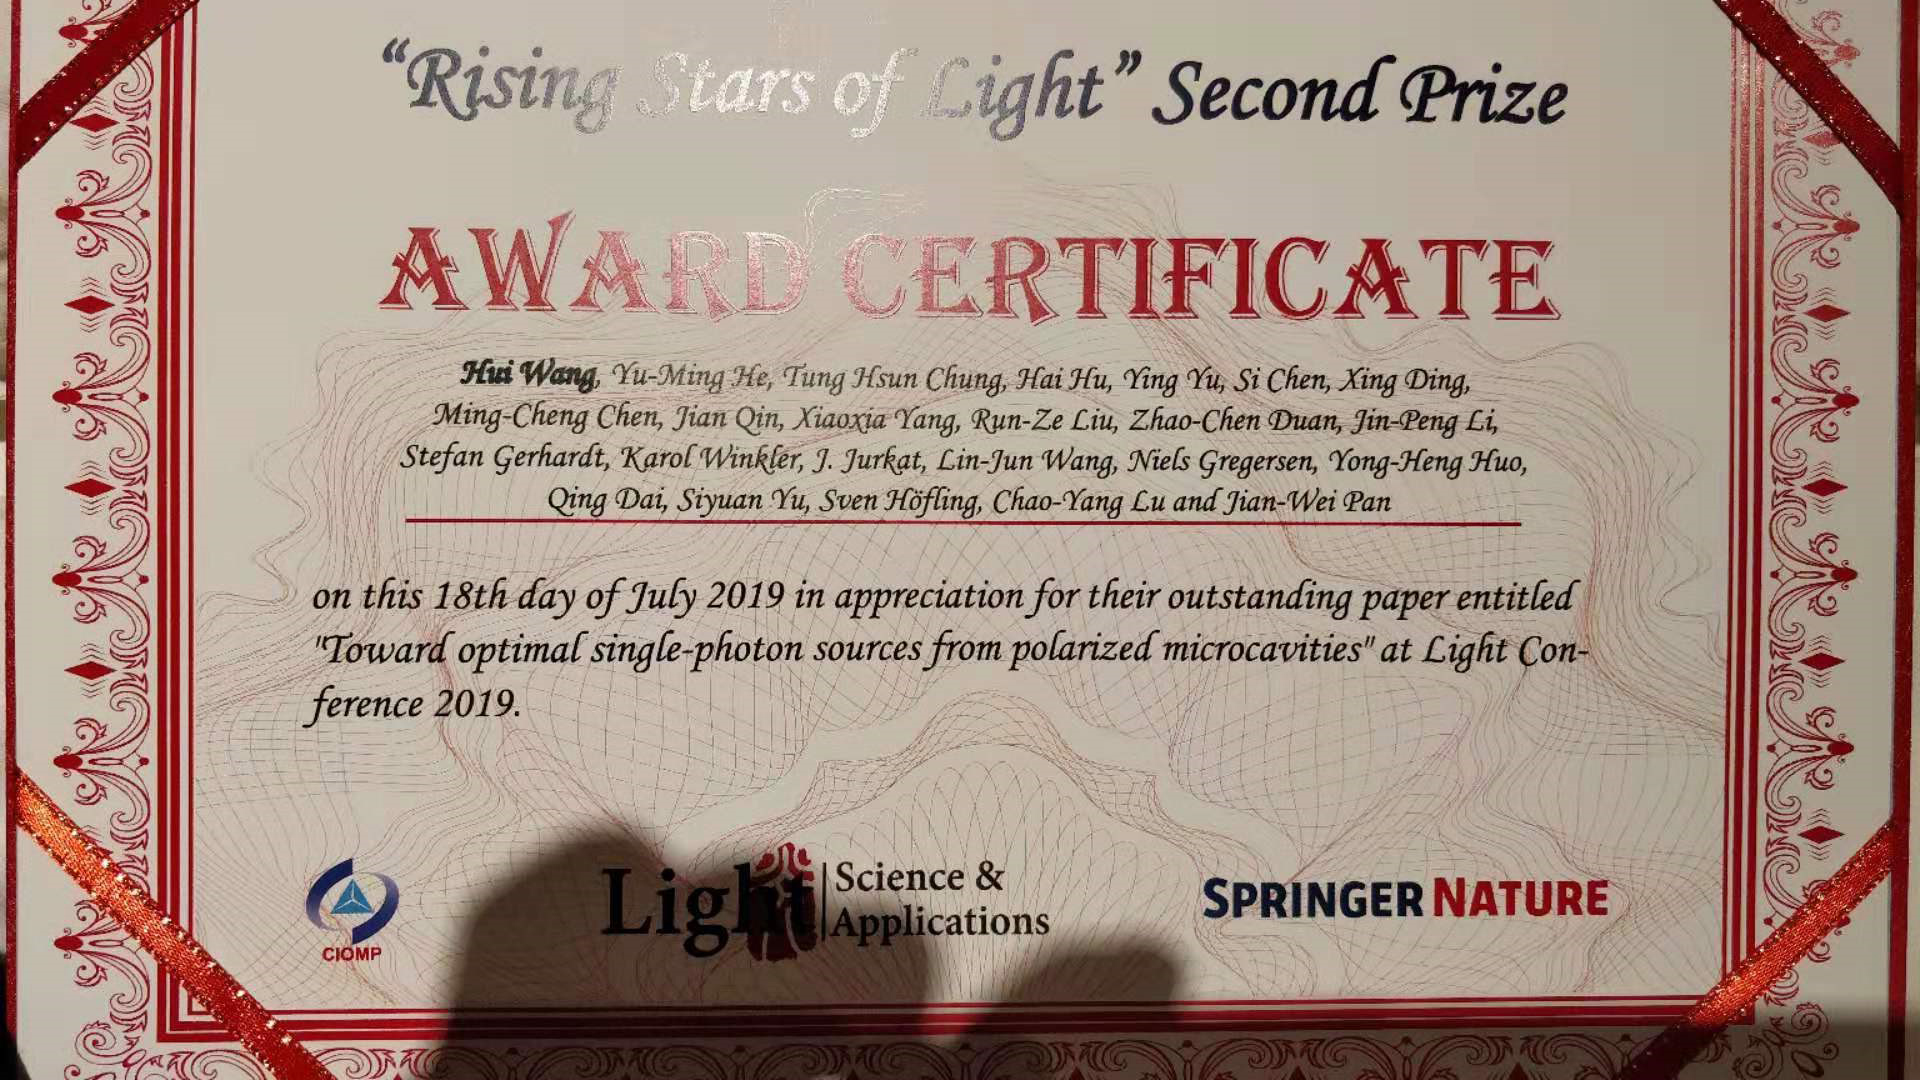 “Rising Stars of Light” Second Prize
AWARD CERTIFICATE
Hui Wang, Yu-Ming He, Tung Hsun Chung, Hai Hu, Ying Yu, Si Chen, Xing Ding,
Ming-Cheng Chen, Jian Qin, Xiaoxia Yang, Run-Ze Liu, Zhao-Chen Duan, Jin-Peng Li,
Stefan Gerhardt, Karol Winkler, J. Jurkat, Lin-Jun Wang, Niels Gregersen, Yong-Heng Huo,
Qing Dai, Siyuan Yu, Sven Höfling, Chao-Yang Lu and Jian-Wei Pan
on this 18th day of July 2019 in appreciation for their outstanding paper entitled
"Toward optimal single-photon sources from polarized microcavities" at Light Con-
ference 2019.
CIOMP
Light Science &
Applications
SPRINGER NATURE